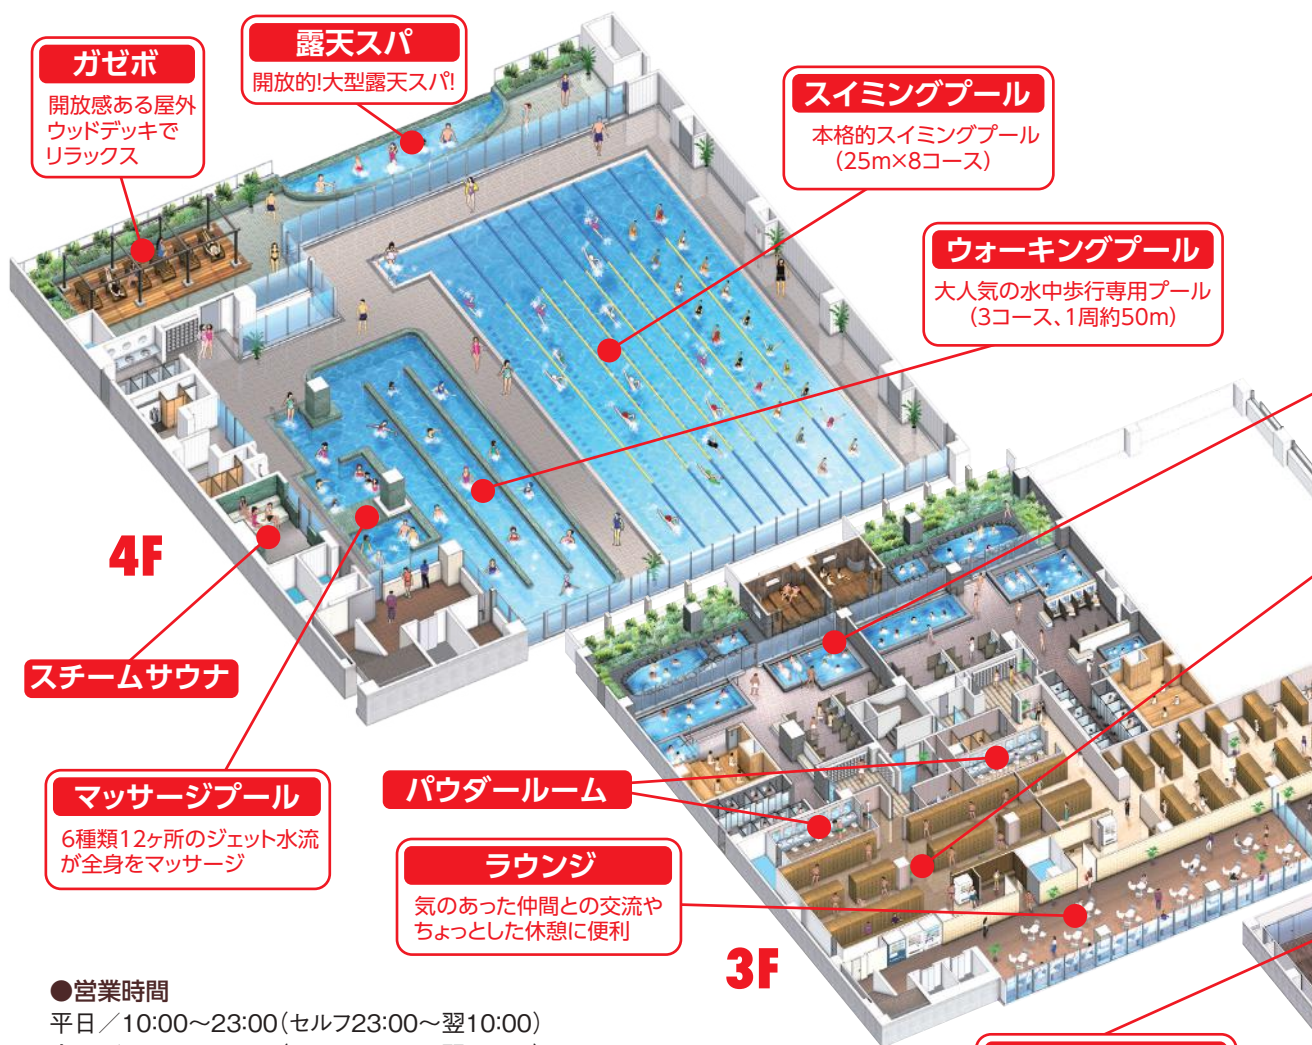 ガゼボ
開放感ある屋外
ウッドデッキで
リラックス
露天スパ
開放的!大型露天スパ!
スイミングプール
本格的スイミングプール
(25m×8コース)
ウォーキングプール
大人気の水中歩行専用プール
(3コース、1周約50m)
4F
スチームサウナ
マッサージプール
6種類12ヶ所のジェット水流
が全身をマッサージ
パウダールーム
ラウンジ
気のあった仲間との交流や
ちょっとした休憩に便利
3F
●営業時間
平日／10:00〜23:00(セルフ23:00〜翌10:00)